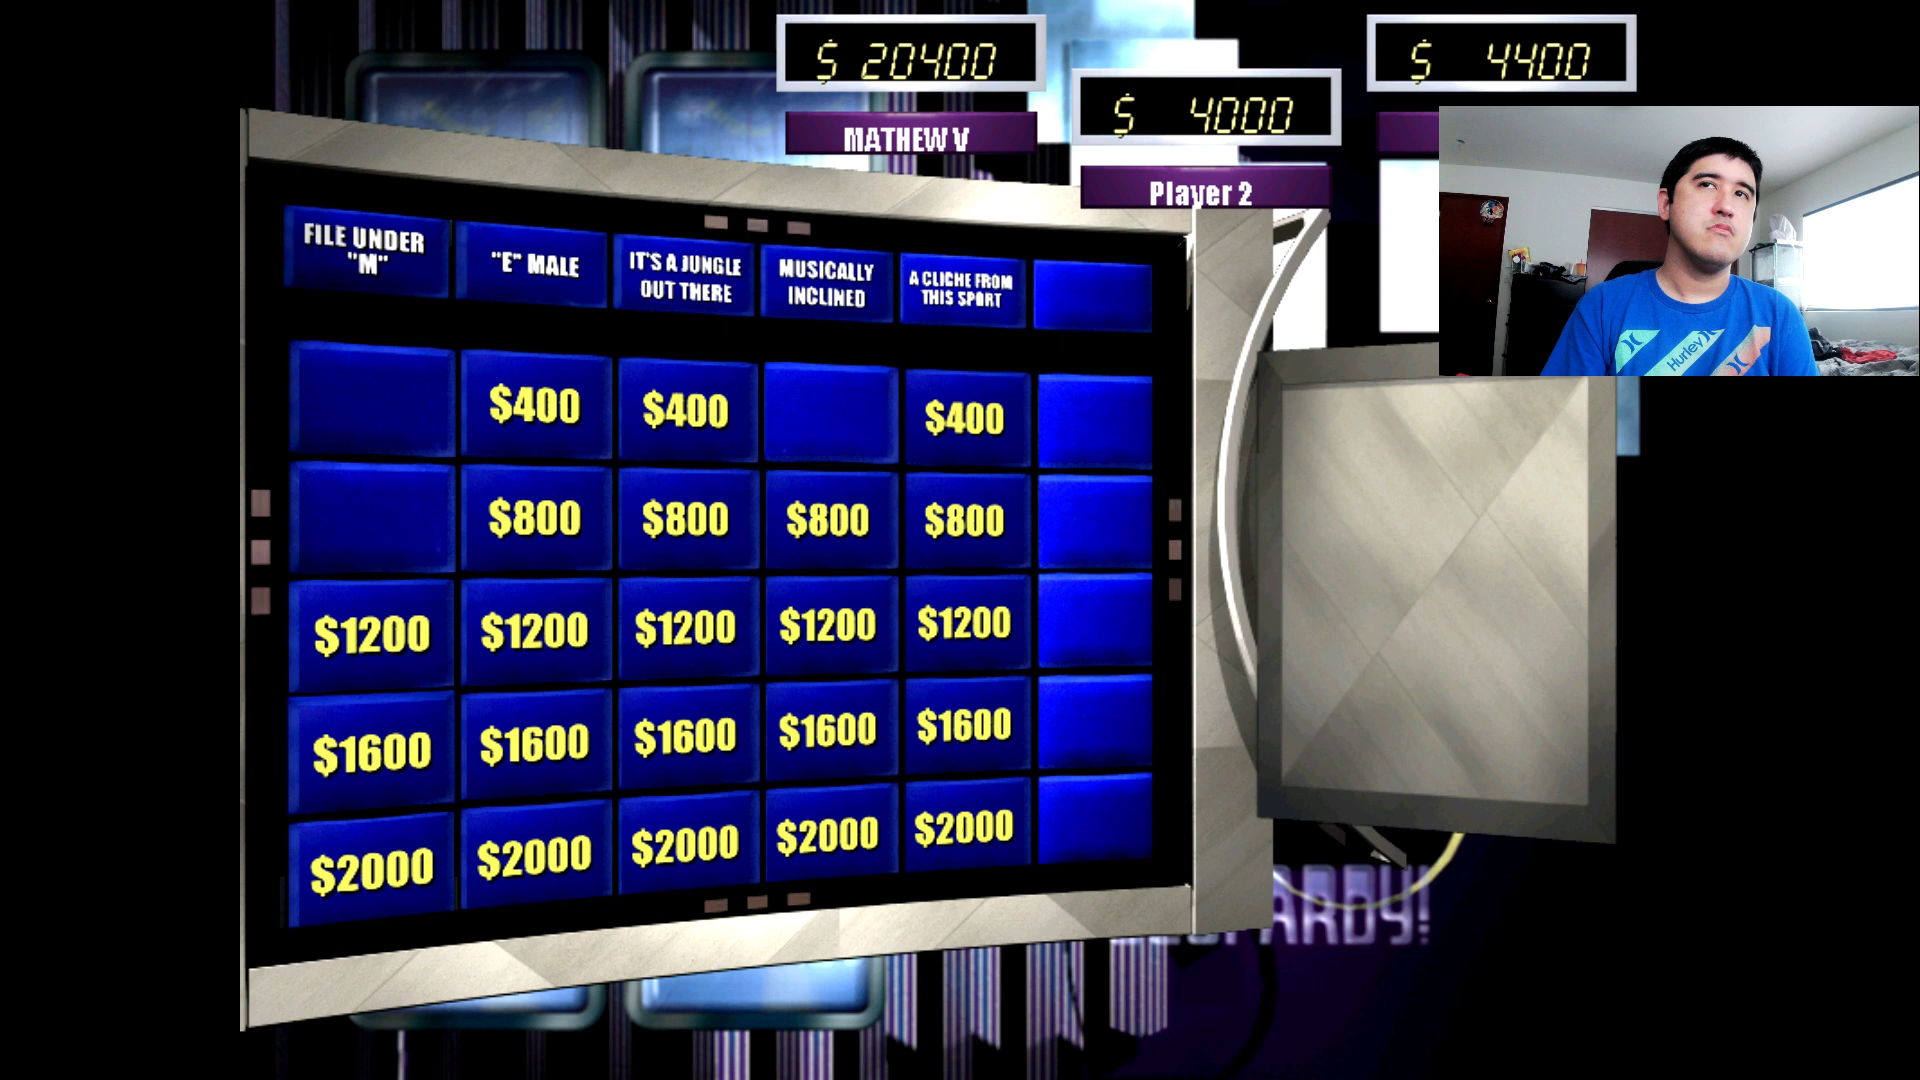 $ 20400
$ 4400
$ 4000
MATHEW V
Player 2
FILE UNDER
"M"
"E" MALE
IT'S A JUNGLE
OUT THERE
MUSICALLY
INCLINED
A CLICHE FROM
THIS SPORT
$400 $400 $400
$800 $800 $800 $800
$1200 $1200 $1200 $1200 $1200
$1600 $1600 $1600 $1600 $1600
$2000 $2000 $2000 $2000 $2000
Hurley